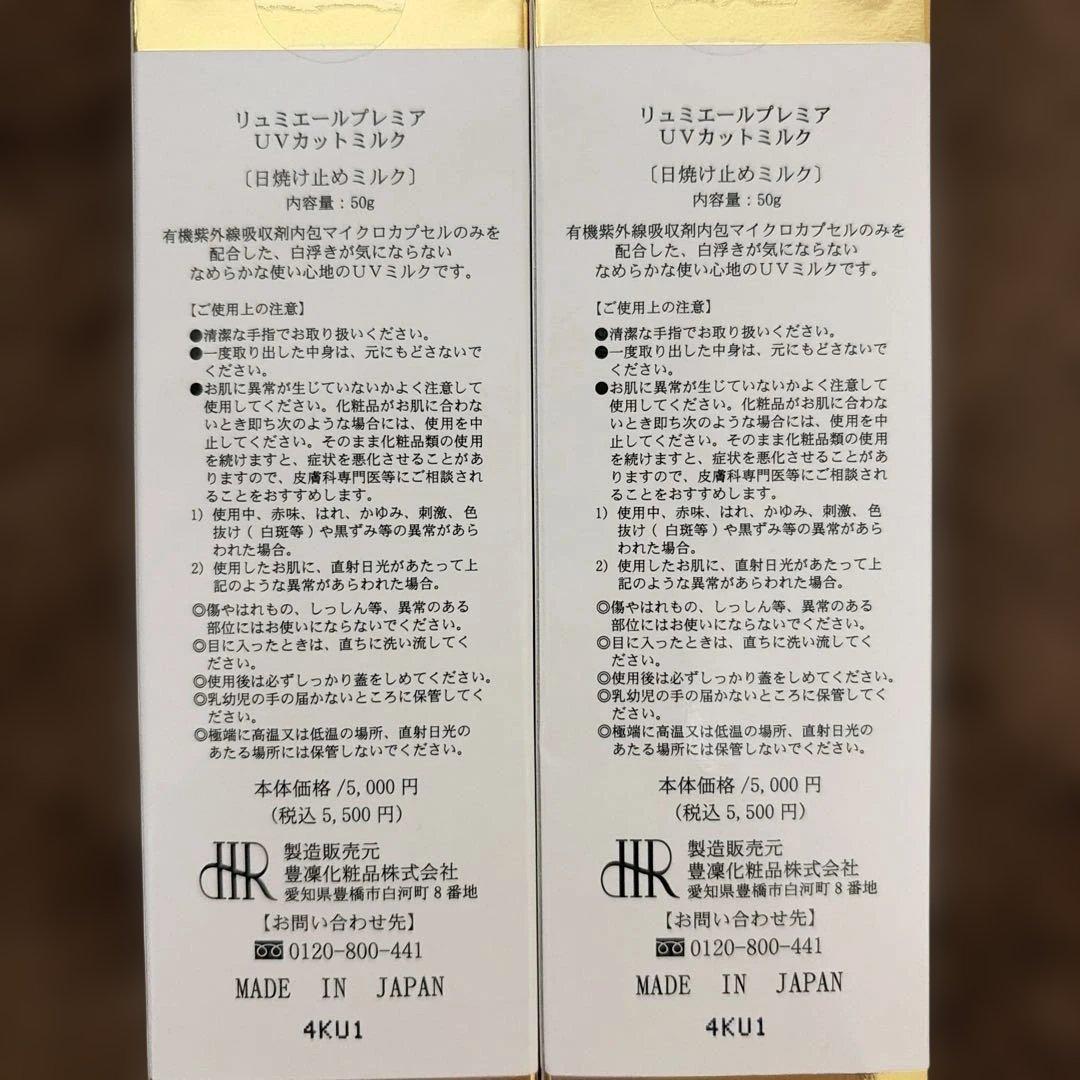 リュミエールプレミア
UVカットミルク
〔日焼け止めミルク〕
内容量：50g
有機紫外線吸収剤内包マイクロカプセルのみを
配合した、白浮きが気にならない
なめらかな使い心地のUVミルクです。
【ご使用上の注意】
●清潔な手指でお取り扱いください。
●一度取り出した中身は、元にもどさないで
ください。
●お肌に異常が生じていないかよく注意して
使用してください。化粧品がお肌に合わな
いとき即ち次のような場合には、使用を中
止してください。そのまま化粧品類の使用
を続けますと、症状を悪化させることがあ
りますので、皮膚科専門医等にご相談され
ることをおすすめします。
1) 使用中、赤味、はれ、かゆみ、刺激、色
抜け(白斑等)や黒ずみ等の異常があら
われた場合。
2) 使用したお肌に、直射日光があたって上
記のような異常があらわれた場合。
◎傷やはれもの、しっしん等、異常のある
部位にはお使いにならないでください。
◎目に入ったときは、直ちに洗い流してく
ださい。
◎使用後は必ずしっかり蓋をしめてください。
◎乳幼児の手の届かないところに保管してく
ださい。
◎極端に高温又は低温の場所、直射日光の
あたる場所には保管しないでください。
本体価格/5,000円
(税込5,500円)
HR
製造販売元
豊凜化粧品株式会社
愛知県豊橋市白河町8番地
【お問い合わせ先】
0120-800-441
MADE IN JAPAN
4KU1
リュミエールプレミア
UVカットミルク
〔日焼け止めミルク〕
内容量：50g
有機紫外線吸収剤内包マイクロカプセルのみを
配合した、白浮きが気にならない
なめらかな使い心地のUVミルクです。
【ご使用上の注意】
●清潔な手指でお取り扱いください。
●一度取り出した中身は、元にもどさないで
ください。
●お肌に異常が生じていないかよく注意して
使用してください。化粧品がお肌に合わな
いとき即ち次のような場合には、使用を中
止してください。そのまま化粧品類の使用
を続けますと、症状を悪化させることがあ
りますので、皮膚科専門医等にご相談され
ることをおすすめします。
1) 使用中、赤味、はれ、かゆみ、刺激、色
抜け(白斑等)や黒ずみ等の異常があら
われた場合。
2) 使用したお肌に、直射日光があたって上
記のような異常があらわれた場合。
◎傷やはれもの、しっしん等、異常のある
部位にはお使いにならないでください。
◎目に入ったときは、直ちに洗い流してく
ださい。
◎使用後は必ずしっかり蓋をしめてください。
◎乳幼児の手の届かないところに保管してく
ださい。
◎極端に高温又は低温の場所、直射日光の
あたる場所には保管しないでください。
本体価格/5,000円
(税込5,500円)
HR
製造販売元
豊凜化粧品株式会社
愛知県豊橋市白河町8番地
【お問い合わせ先】
0120-800-441
MADE IN JAPAN
4KU1